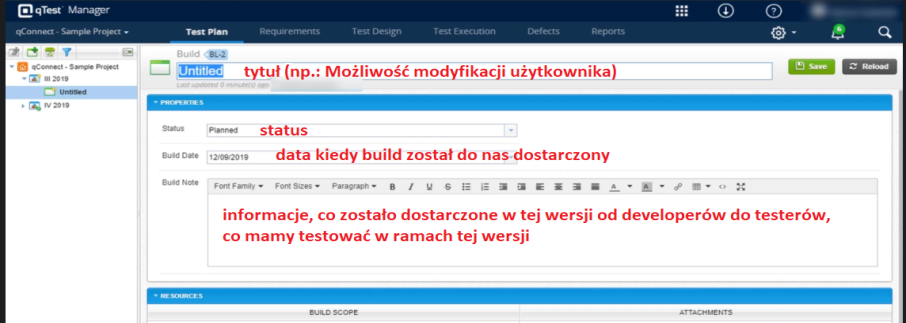 qTest Manager
qConnect - Sample Project
Test Plan
Requirements
Test Design
Test Execution
Defects
Reports
6
qConnect - Sample Project
III 2019
Untitled
IV 2019
Build BL-2
Untitled
tytuł (np.: Możliwość modyfikacji użytkownika)
Last updated 0 minute(s) ago
Save
Reload
PROPERTIES
Status
Planned
status
Build Date
12/09/2019
data kiedy build został do nas dostarczony
Build Note
Font Family
Font Sizes
Paragraph
B I U S
A A
informacje, co zostało dostarczone w tej wersji od developerów do testerów,
co mamy testować w ramach tej wersji
RESOURCES
BUILD SCOPE
ATTACHMENTS